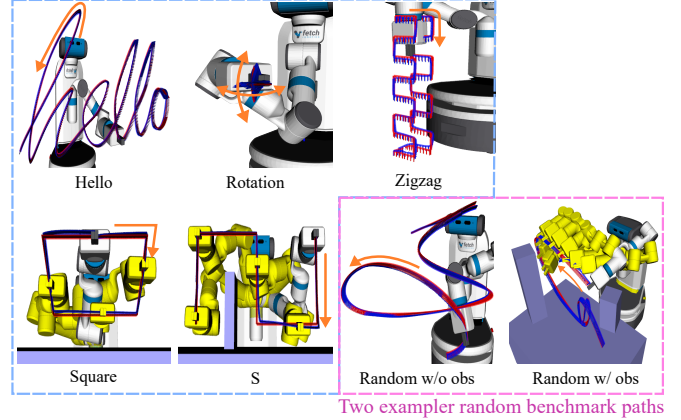 hello
fetch
Hello
Rotation
Zigzag
fetch
Square
S
Random w/o obs
Random w/ obs
Two exampler random benchmark paths